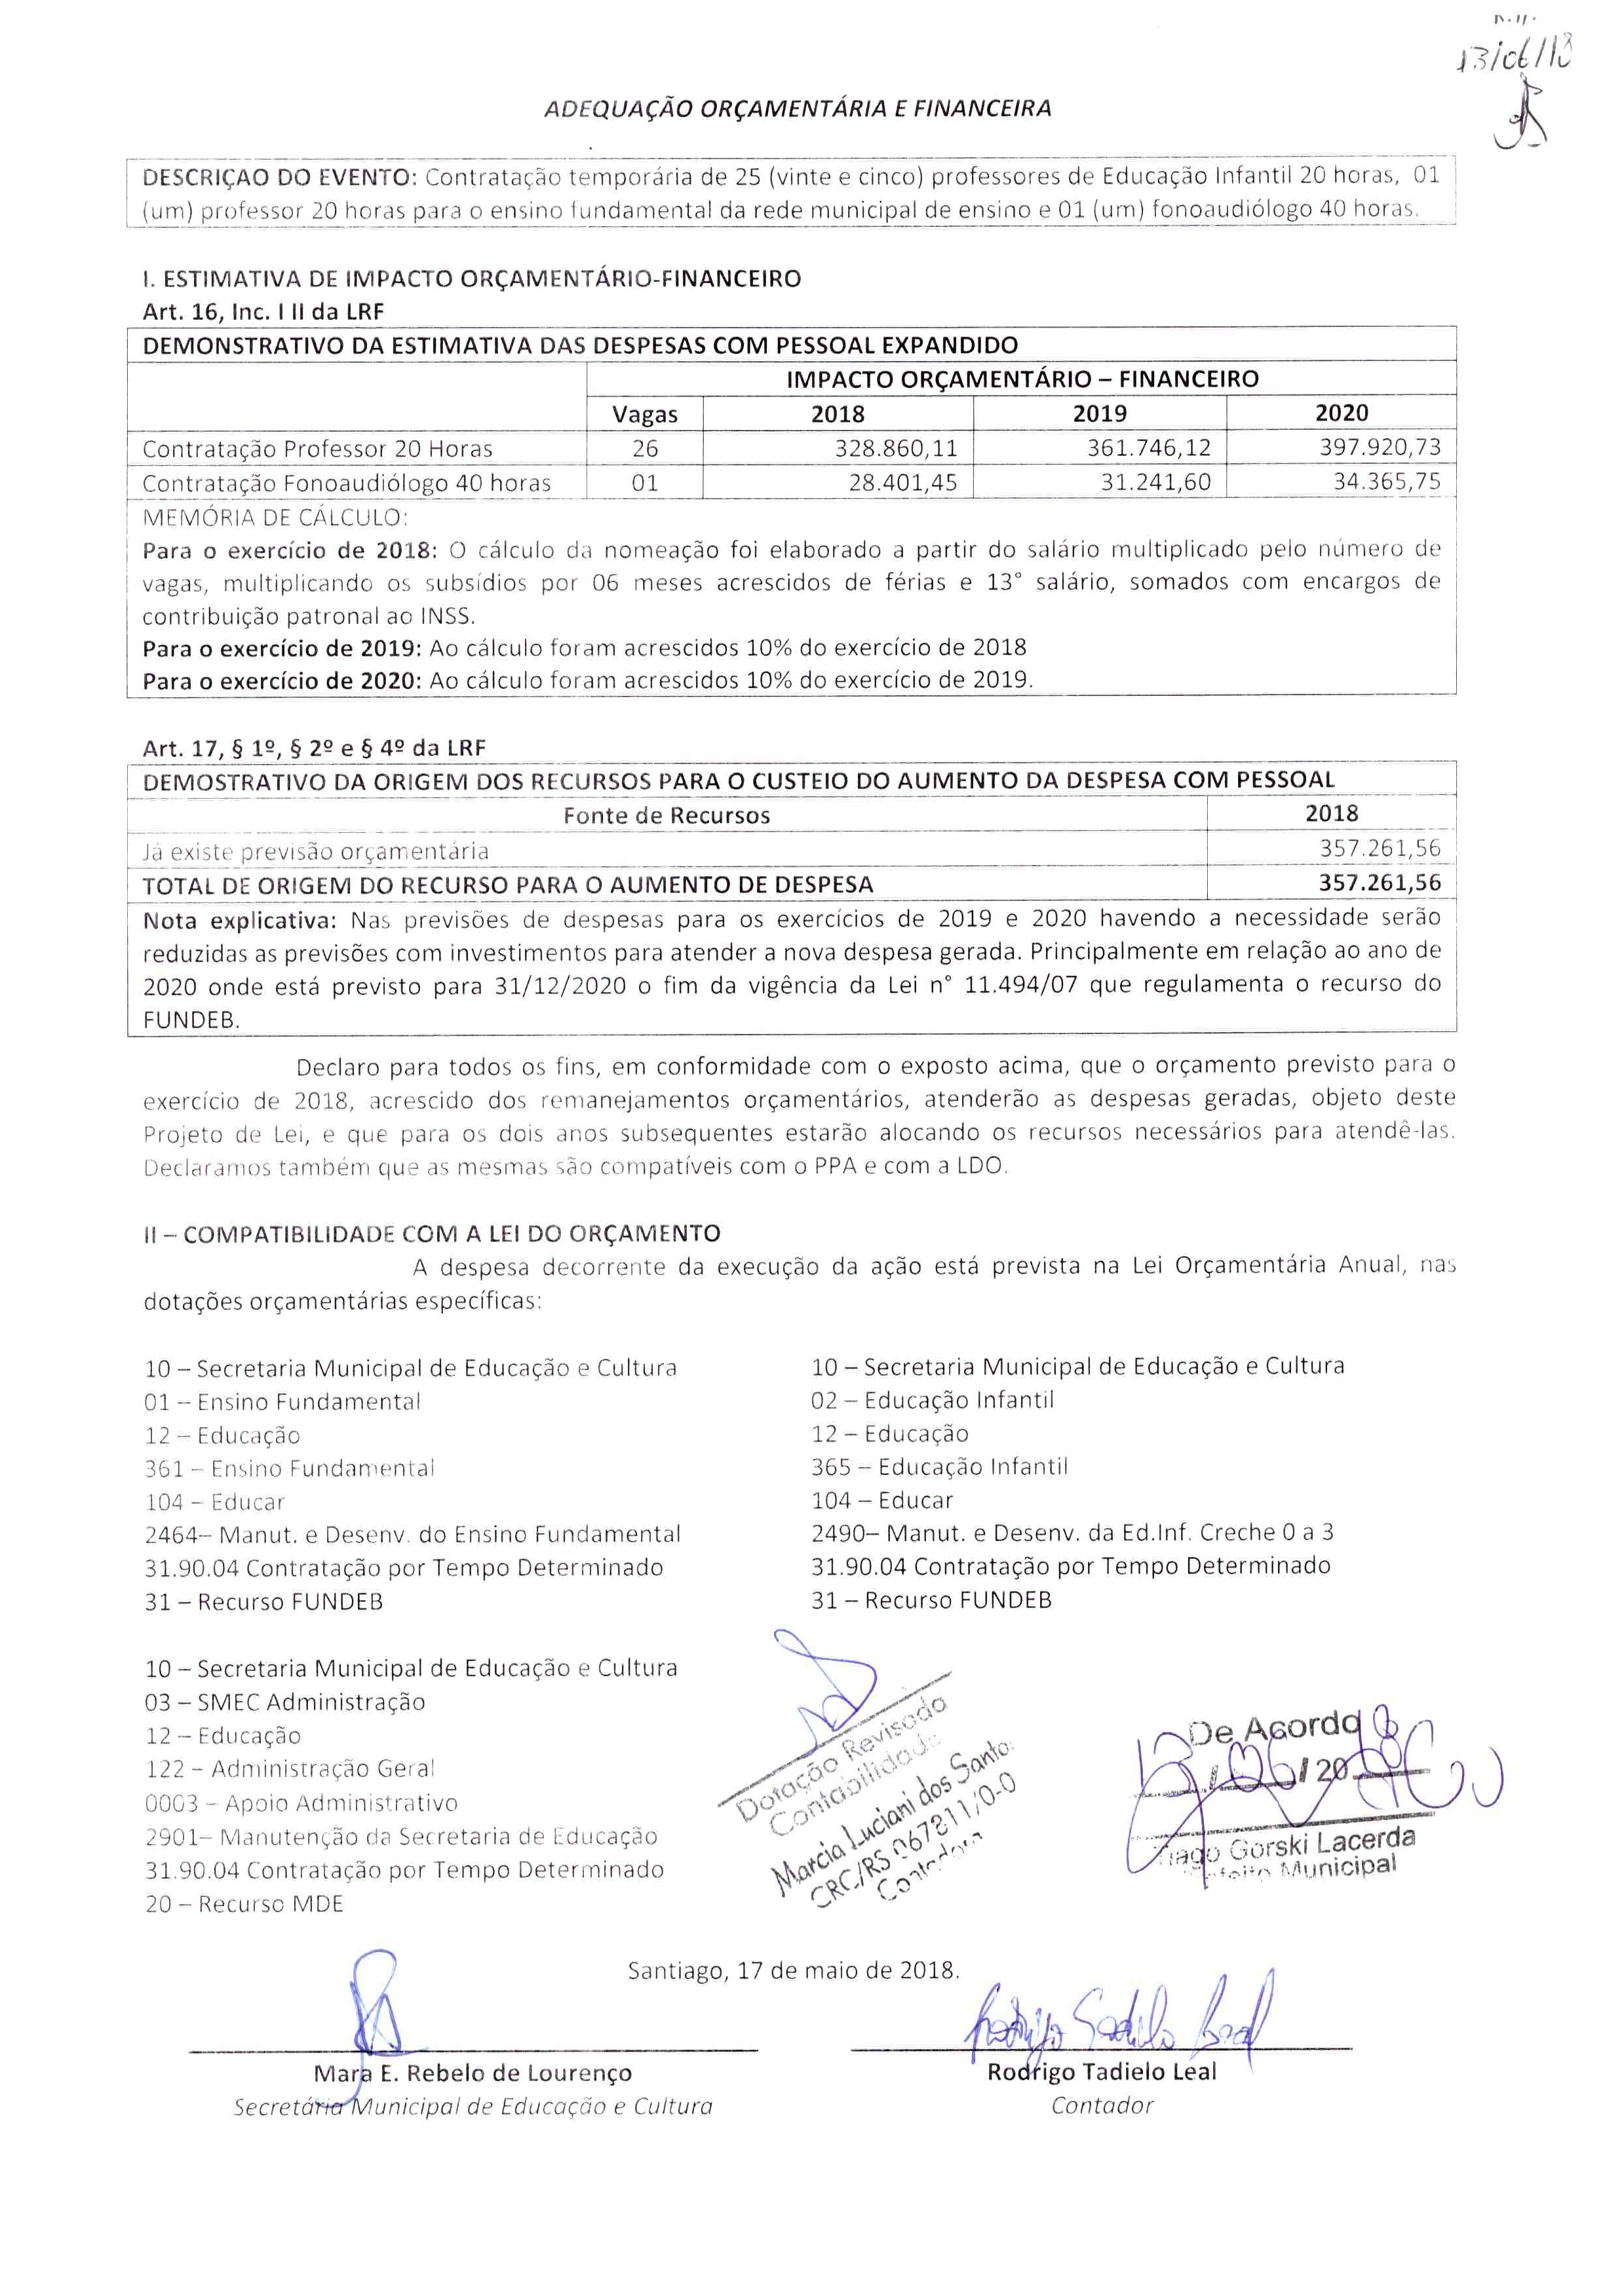 13/06/18
ADEQUAÇÃO ORÇAMENTÁRIA E FINANCEIRA
DESCRIÇAO DO EVENTO: Contratação temporária de 25 (vinte e cinco) professores de Educação Infantil 20 horas, 01
(um) professor 20 horas para o ensino fundamental da rede municipal de ensino e 01 (um) fonoaudiólogo 40 horas.
I. ESTIMATIVA DE IMPACTO ORÇAMENTÁRIO-FINANCEIRO
Art. 16, Inc. I II da LRF
DEMONSTRATIVO DA ESTIMATIVA DAS DESPESAS COM PESSOAL EXPANDIDO
IMPACTO ORÇAMENTÁRIO – FINANCEIRO
Vagas 2018 2019 2020
Contratação Professor 20 Horas 26 328.860,11 361.746,12 397.920,73
Contratação Fonoaudiólogo 40 horas 01 28.401,45 31.241,60 34.365,75
MEMÓRIA DE CÁLCULO:
Para o exercício de 2018: O cálculo da nomeação foi elaborado a partir do salário multiplicado pelo número de
vagas, multiplicando os subsídios por 06 meses acrescidos de férias e 13° salário, somados com encargos de
contribuição patronal ao INSS.
Para o exercício de 2019: Ao cálculo foram acrescidos 10% do exercício de 2018
Para o exercício de 2020: Ao cálculo foram acrescidos 10% do exercício de 2019.
Art. 17, § 1º, § 2º e § 4º da LRF
DEMOSTRATIVO DA ORIGEM DOS RECURSOS PARA O CUSTEIO DO AUMENTO DA DESPESA COM PESSOAL
Fonte de Recursos 2018
Já existe previsão orçamentária 357.261,56
TOTAL DE ORIGEM DO RECURSO PARA O AUMENTO DE DESPESA 357.261,56
Nota explicativa: Nas previsões de despesas para os exercícios de 2019 e 2020 havendo a necessidade serão
reduzidas as previsões com investimentos para atender a nova despesa gerada. Principalmente em relação ao ano de
2020 onde está previsto para 31/12/2020 o fim da vigência da Lei n° 11.494/07 que regulamenta o recurso do
FUNDEB.
Declaro para todos os fins, em conformidade com o exposto acima, que o orçamento previsto para o
exercício de 2018, acrescido dos remanejamentos orçamentários, atenderão as despesas geradas, objeto deste
Projeto de Lei, e que para os dois anos subsequentes estarão alocando os recursos necessários para atendê-las.
Declaramos também que as mesmas são compatíveis com o PPA e com a LDO.
II – COMPATIBILIDADE COM A LEI DO ORÇAMENTO
A despesa decorrente da execução da ação está prevista na Lei Orçamentária Anual, nas
dotações orçamentárias específicas:
10 – Secretaria Municipal de Educação e Cultura
01 – Ensino Fundamental
12 – Educação
361 – Ensino Fundamental
104 – Educar
2464– Manut. e Desenv. do Ensino Fundamental
31.90.04 Contratação por Tempo Determinado
31 – Recurso FUNDEB
10 – Secretaria Municipal de Educação e Cultura
02 – Educação Infantil
12 – Educação
365 – Educação Infantil
104 – Educar
2490– Manut. e Desenv. da Ed.Inf. Creche 0 a 3
31.90.04 Contratação por Tempo Determinado
31 – Recurso FUNDEB
10 – Secretaria Municipal de Educação e Cultura
03 – SMEC Administração
12 – Educação
122 – Administração Geral
0003 – Apoio Administrativo
2901– Manutenção da Secretaria de Educação
31.90.04 Contratação por Tempo Determinado
20 – Recurso MDE
Dotação Revisada
Contabilidade
Marcia Luciani dos Santo
CRC/RS 067811/0-0
Contadora
De Acordo
13/06/2018
Tiago Gorski Lacerda
Prefeito Municipal
Santiago, 17 de maio de 2018.
Rodrigo Tadielo Leal
Mara E. Rebelo de Lourenço
Secretária Municipal de Educação e Cultura
Rodrigo Tadielo Leal
Contador